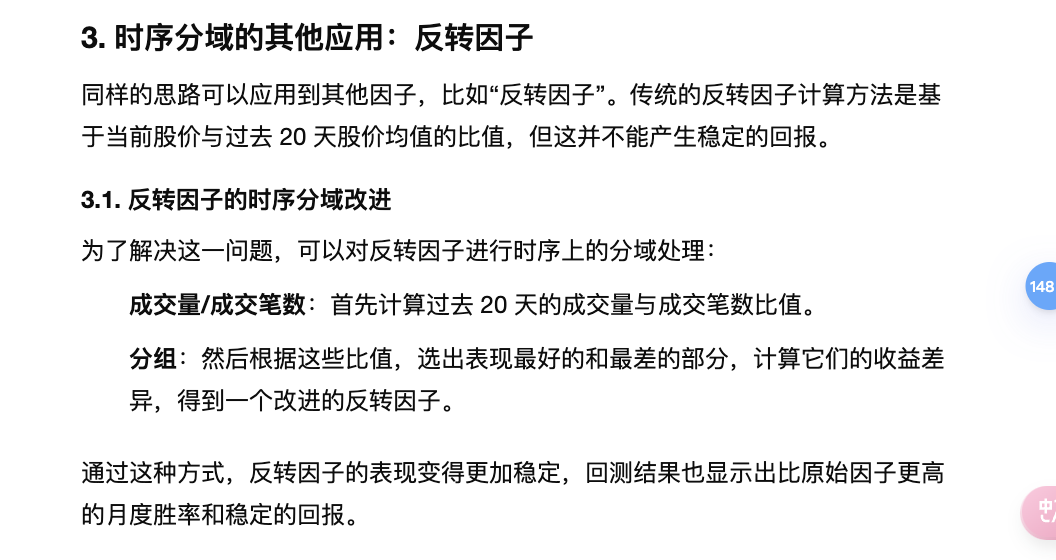 3. 时序分域的其他应用：反转因子
同样的思路可以应用到其他因子，比如“反转因子”。传统的反转因子计算方法是基
于当前股价与过去 20 天股价均值的比值，但这并不能产生稳定的回报。
3.1. 反转因子的时序分域改进
为了解决这一问题，可以对反转因子进行时序上的分域处理：
成交量/成交笔数：首先计算过去 20 天的成交量与成交笔数比值。
148
分组：然后根据这些比值，选出表现最好的和最差的部分，计算它们的收益差
异，得到一个改进的反转因子。
通过这种方式，反转因子的表现变得更加稳定，回测结果也显示出比原始因子更高
的月度胜率和稳定的回报。